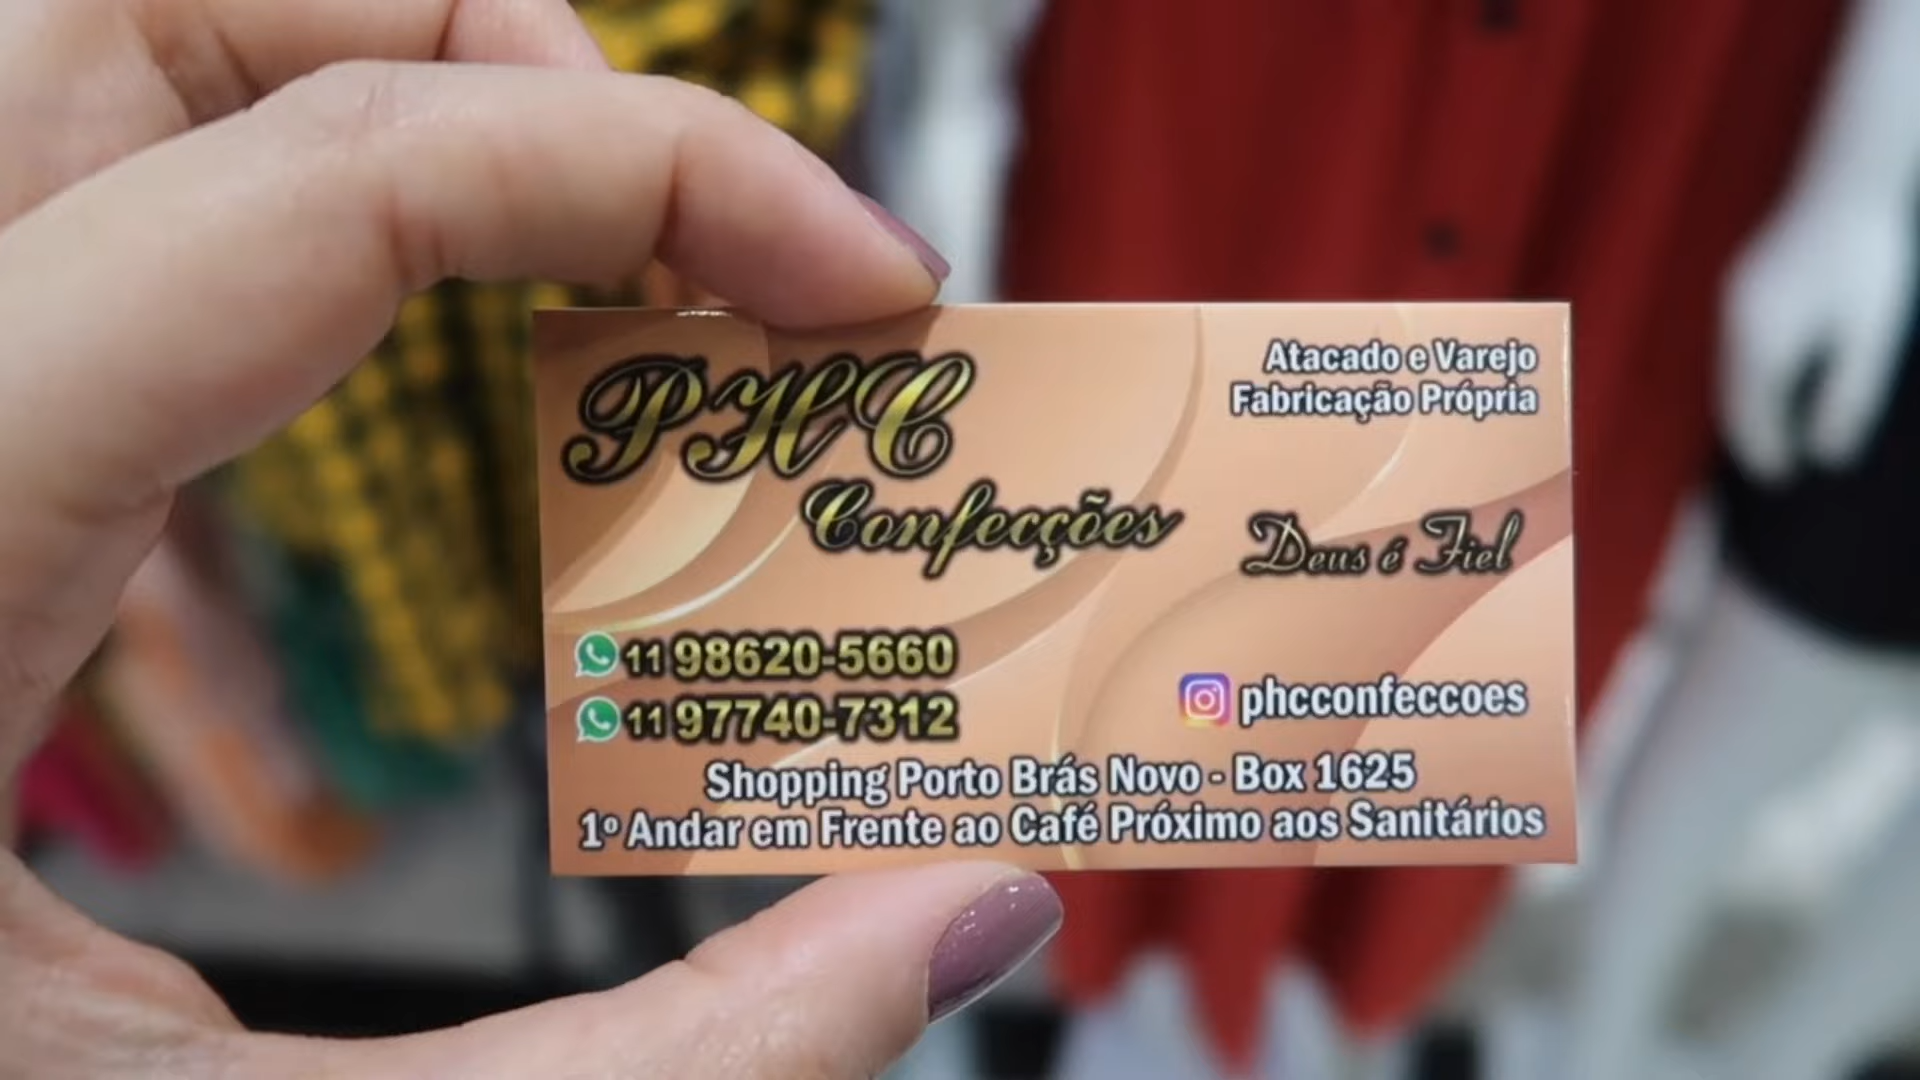 PHC
Confecções
Atacado e Varejo
Fabricação Própria
Deus é Fiel
11 98620-5660
11 97740-7312
phcconfeccoes
Shopping Porto Brás Novo - Box 1625
1º Andar em Frente ao Café Próximo aos Sanitários